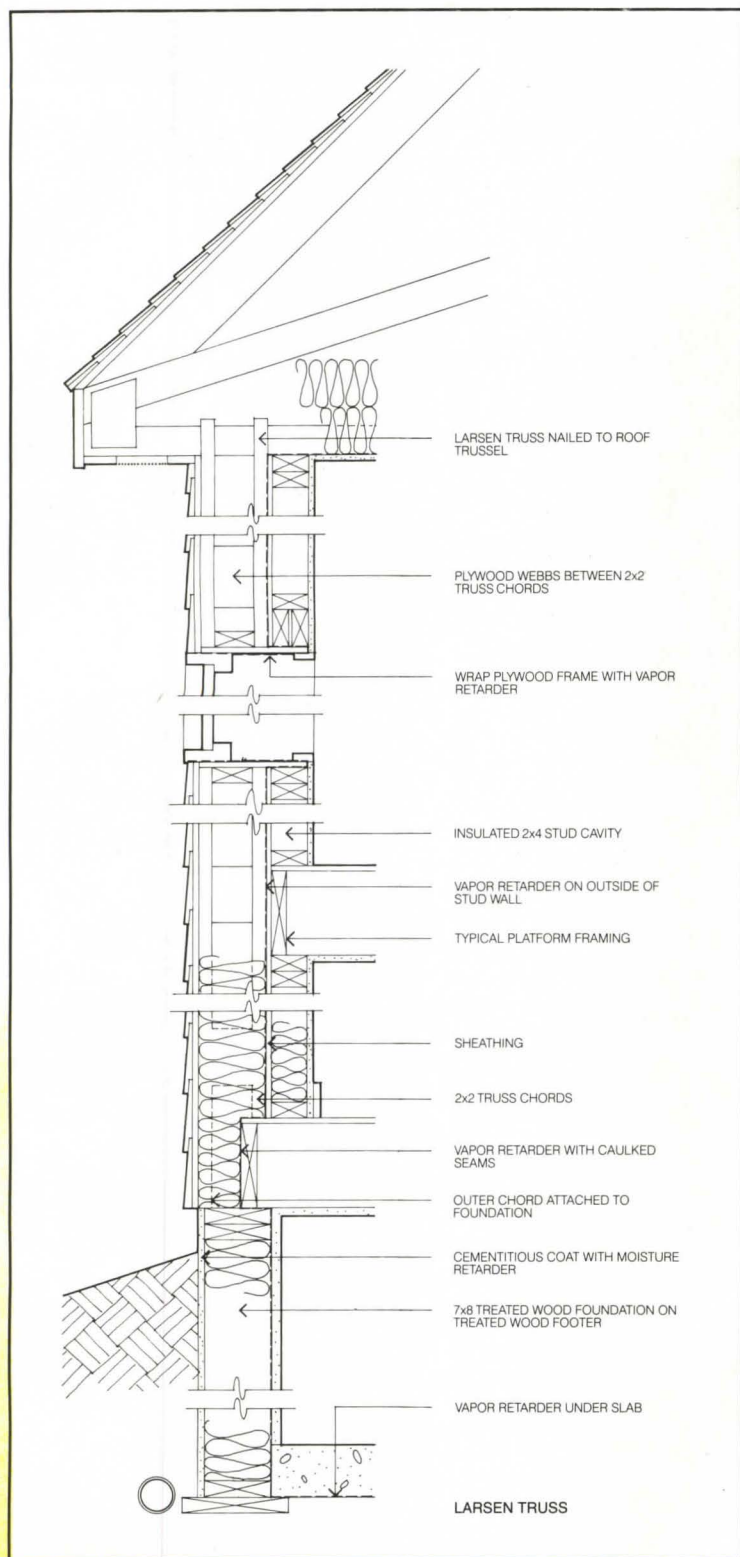 LARSEN TRUSS NAILED TO ROOF
TRUSSEL
PLYWOOD WEBBS BETWEEN 2x2
TRUSS CHORDS
WRAP PLYWOOD FRAME WITH VAPOR
RETARDER
INSULATED 2x4 STUD CAVITY
VAPOR RETARDER ON OUTSIDE OF
STUD WALL
TYPICAL PLATFORM FRAMING
SHEATHING
2x2 TRUSS CHORDS
VAPOR RETARDER WITH CAULKED
SEAMS
OUTER CHORD ATTACHED TO
FOUNDATION
CEMENTITIOUS COAT WITH MOISTURE
RETARDER
7x8 TREATED WOOD FOUNDATION ON
TREATED WOOD FOOTER
VAPOR RETARDER UNDER SLAB
LARSEN TRUSS